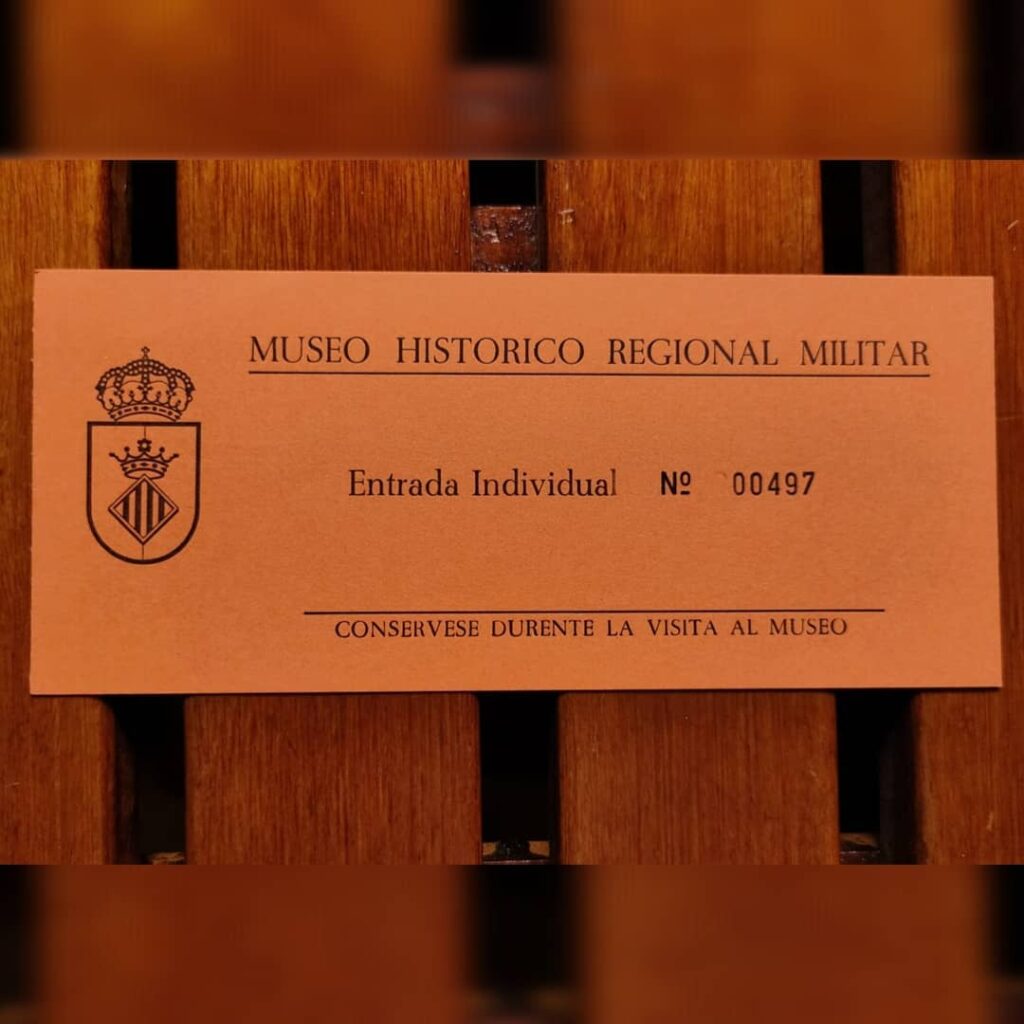 MUSEO HISTORICO REGIONAL MILITAR
Entrada Individual Nº 00497
CONSERVESE DURENTE LA VISITA AL MUSEO